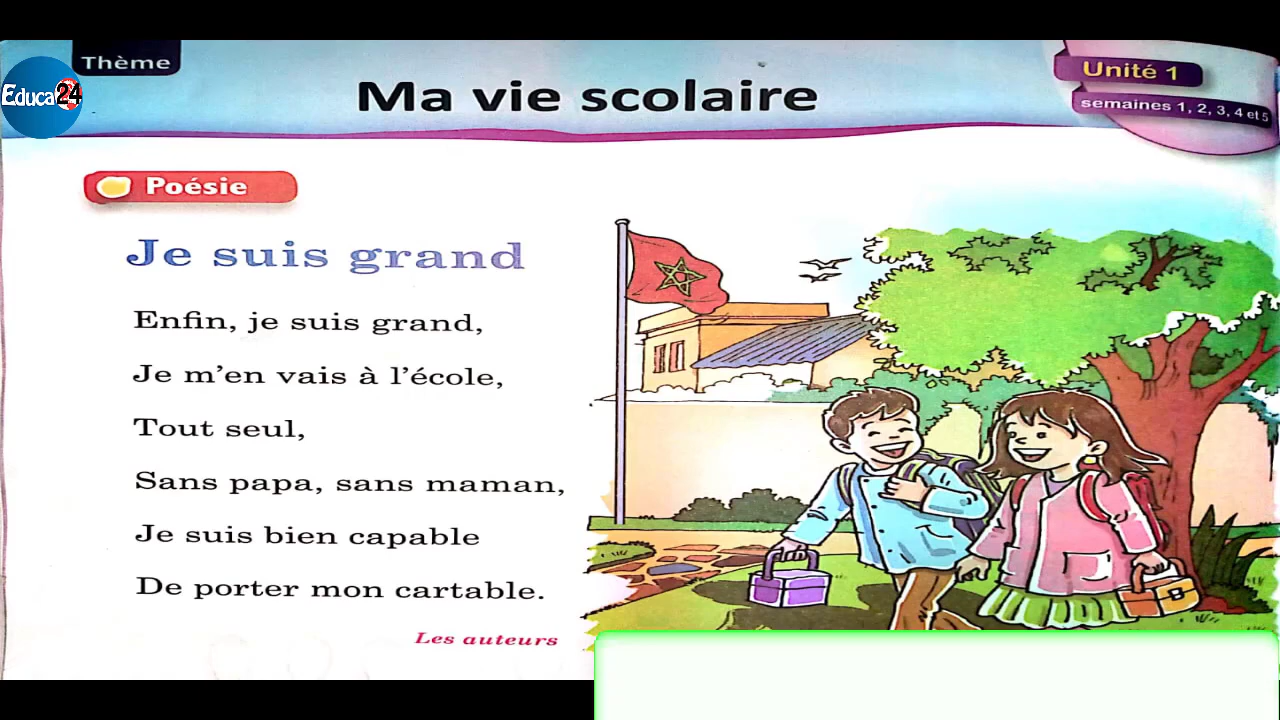 Thème
Educa24
Ma vie scolaire
Unité 1
semaines 1, 2, 3, 4 et 5
Poésie
Je suis grand
Enfin, je suis grand,
Je m'en vais à l'école,
Tout seul,
Sans papa, sans maman,
Je suis bien capable
De porter mon cartable.
Les auteurs